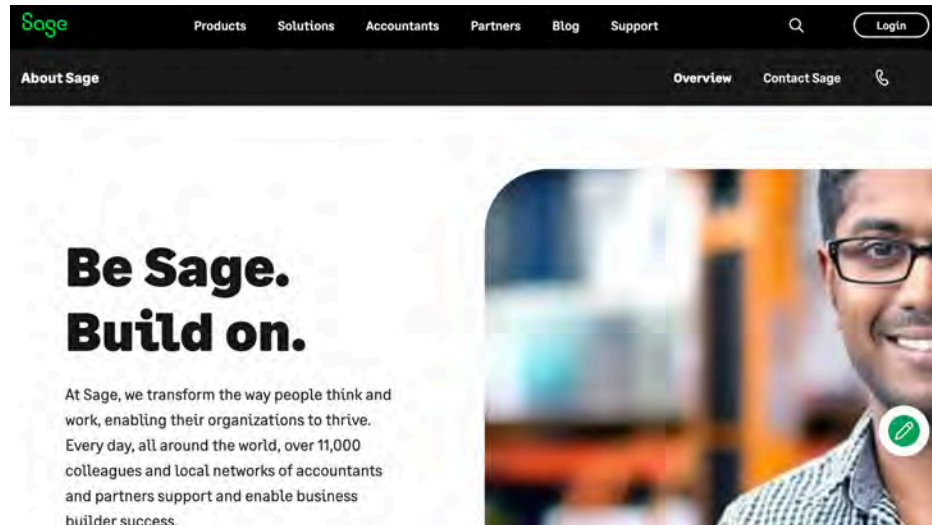 Sage Products Solutions Accountants Partners Blog Support Login
About Sage Overview Contact Sage
Be Sage.
Build on.
At Sage, we transform the way people think and
work, enabling their organizations to thrive.
Every day, all around the world, over 11,000
colleagues and local networks of accountants
and partners support and enable business
builder success.